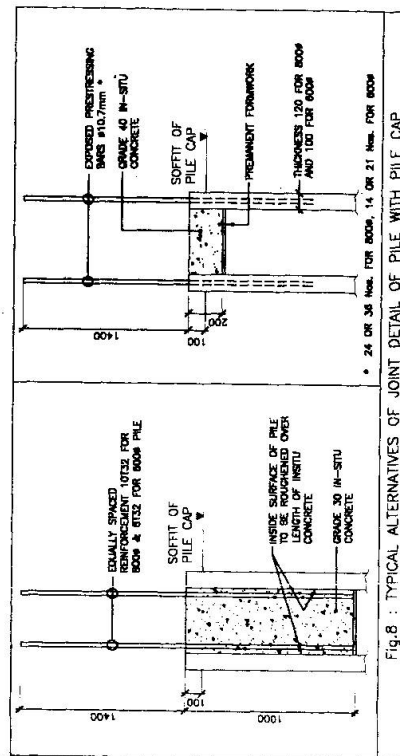 1400
100
1000
EQUALLY SPACED
REINFORCEMENT 10T32 FOR
800ø & 8T32 FOR 600ø PILE
SOFFIT OF
PILE CAP
INSIDE SURFACE OF PILE
TO BE ROUGHENED OVER
LENGTH OF INSITU
CONCRETE
GRADE 30 IN-SITU
CONCRETE
1400
100
200
EXPOSED PRESTRESSING
BARS ø10.7mm *
GRADE 40 IN-SITU
CONCRETE
SOFFIT OF
PILE CAP
PREMANENT FORMWORK
THICKNESS 120 FOR 800ø
AND 100 FOR 600ø
* 24 OR 36 Nos. FOR 800ø, 14 OR 21 Nos. FOR 600ø
Fig.8 : TYPICAL ALTERNATIVES OF JOINT DETAIL OF PILE WITH PILE CAP